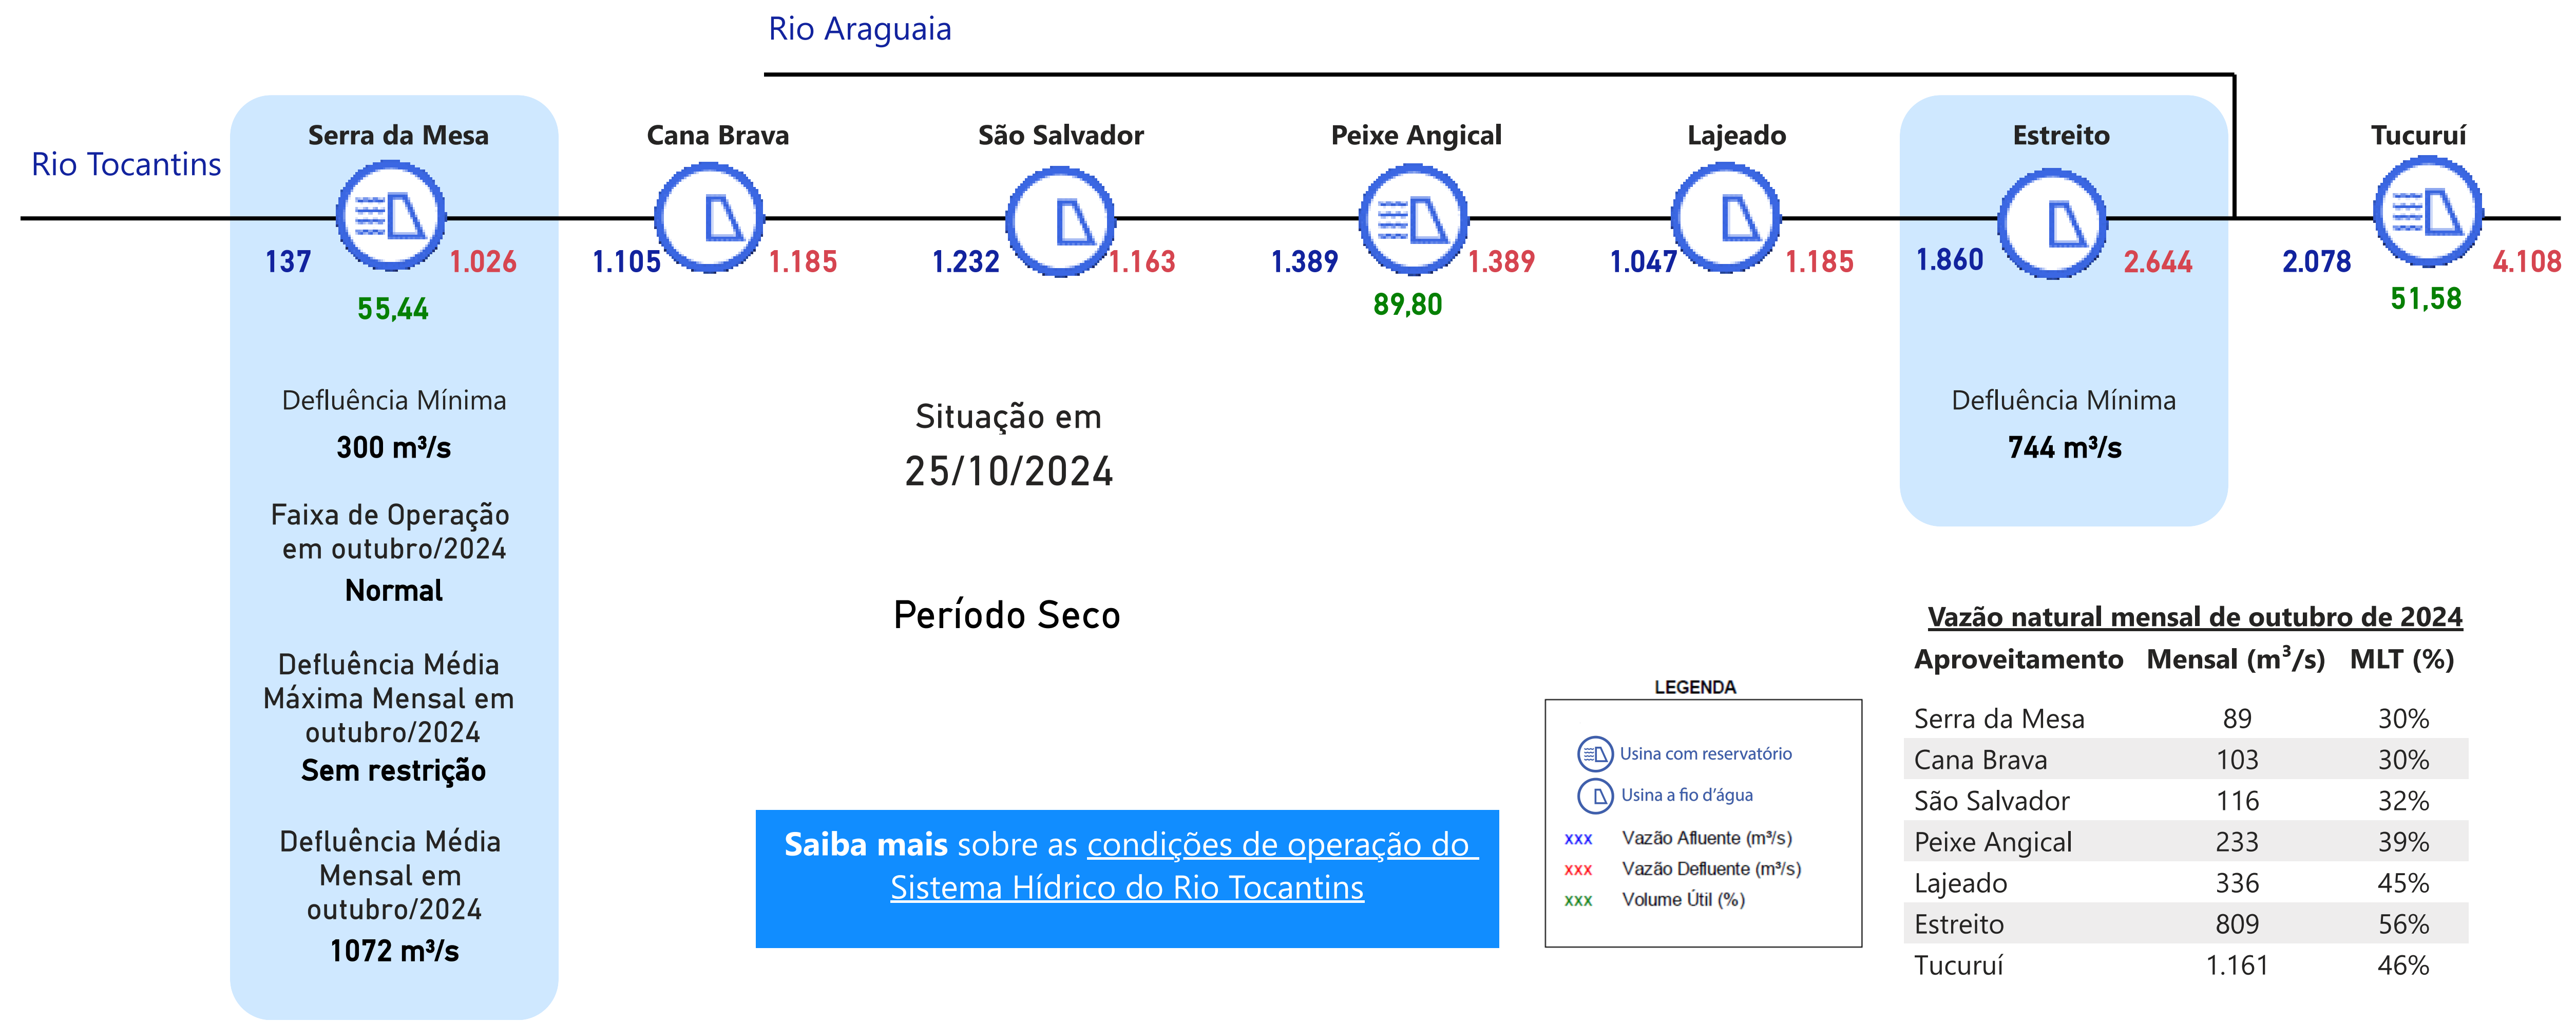 Rio Araguaia
Rio Tocantins
Serra da Mesa
Cana Brava
São Salvador
Peixe Angical
Lajeado
Estreito
Tucuruí
137
1.026
1.105
1.185
1.232
1.163
1.389
1.389
1.047
1.185
1.860
2.644
2.078
4.108
55,44
89,80
51,58
Defluência Mínima
300 m³/s
Faixa de Operação
em outubro/2024
Normal
Defluência Média
Máxima Mensal em
outubro/2024
Sem restrição
Defluência Média
Mensal em
outubro/2024
1072 m³/s
Situação em
25/10/2024
Período Seco
Saiba mais sobre as condições de operação do
Sistema Hídrico do Rio Tocantins
Defluência Mínima
744 m³/s
LEGENDA
Usina com reservatório
Usina a fio d'água
xxx Vazão Afluente (m³/s)
xxx Vazão Defluente (m³/s)
xxx Volume Útil (%)
Vazão natural mensal de outubro de 2024
Aproveitamento Mensal (m³/s) MLT (%)
Serra da Mesa 89 30%
Cana Brava 103 30%
São Salvador 116 32%
Peixe Angical 233 39%
Lajeado 336 45%
Estreito 809 56%
Tucuruí 1.161 46%